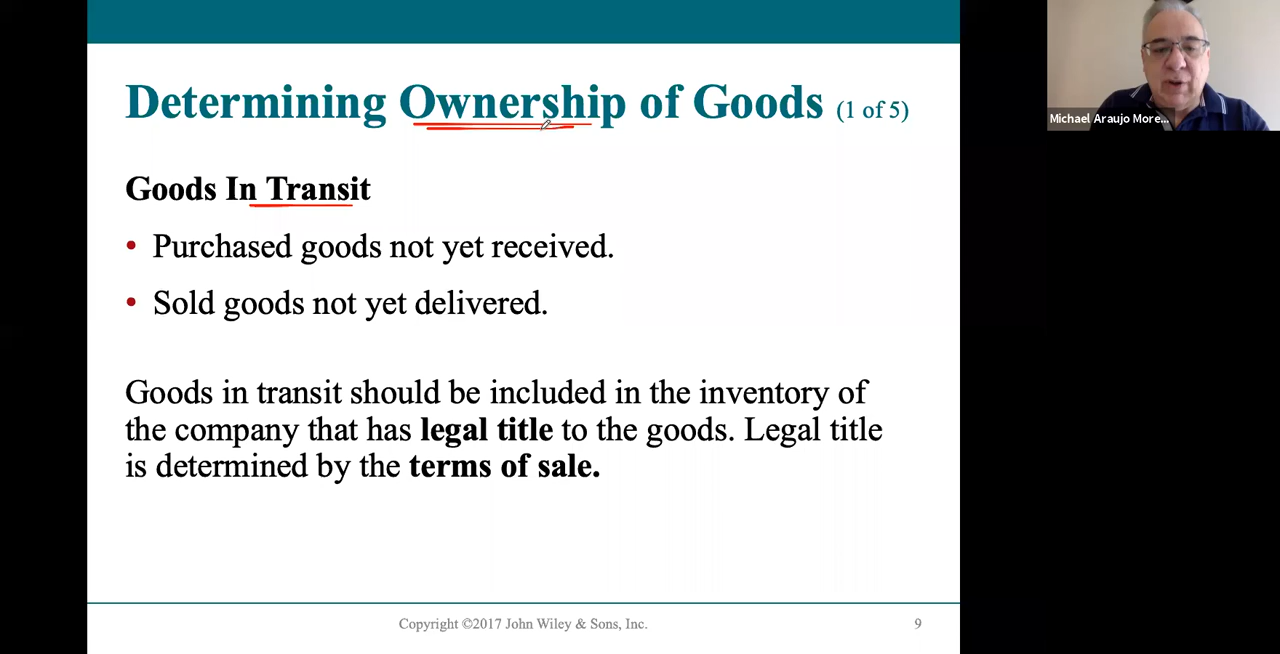 Determining Ownership of Goods (1 of 5)
Goods In Transit
• Purchased goods not yet received.
• Sold goods not yet delivered.
Goods in transit should be included in the inventory of
the company that has legal title to the goods. Legal title
is determined by the terms of sale.
Copyright ©2017 John Wiley & Sons, Inc.
9
Michael Araujo More...